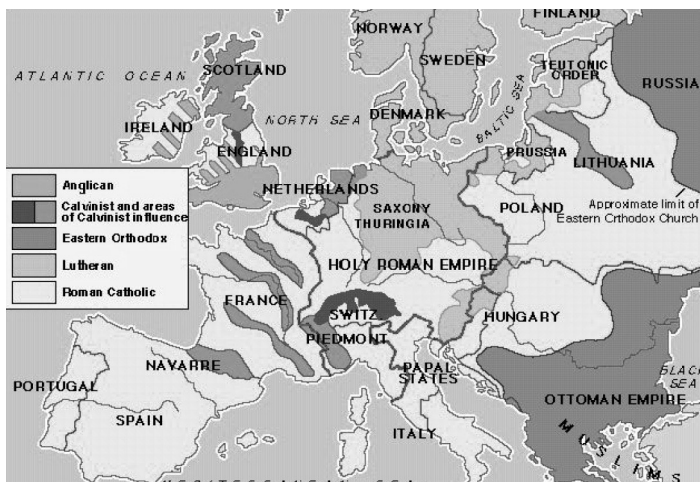 NORWAY
FINLAND
SWEDEN
ATLANTIC OCEAN
SCOTLAND
TEUTONIC
ORDER
RUSSIA
NORTH SEA
DENMARK
BALTIC SEA
IRELAND
ENGLAND
PRUSSIA
LITHUANIA
NETHERLANDS
SAXONY
THURINGIA
POLAND
Approximate limit of
Eastern Orthodox Church
Anglican
Calvinist and areas
of Calvinist influence
Eastern Orthodox
Lutheran
Roman Catholic
HOLY ROMAN EMPIRE
FRANCE
SWITZ.
HUNGARY
PIEDMONT
NAVARRE
PAPAL
STATES
BLACK
SEA
PORTUGAL
OTTOMAN EMPIRE
SPAIN
ITALY
MUSLIMS